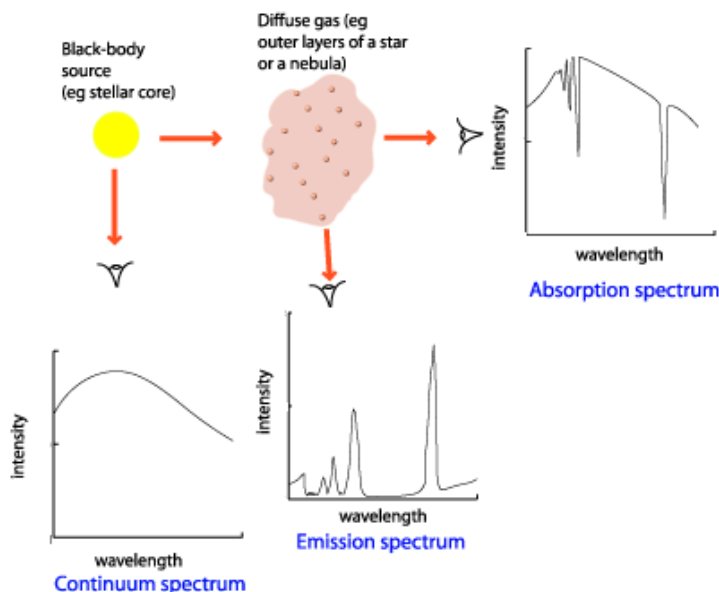 Black-body
source
(eg stellar core)
Diffuse gas (eg
outer layers of a star
or a nebula)
intensity
wavelength
Absorption spectrum
intensity
wavelength
Continuum spectrum
intensity
wavelength
Emission spectrum